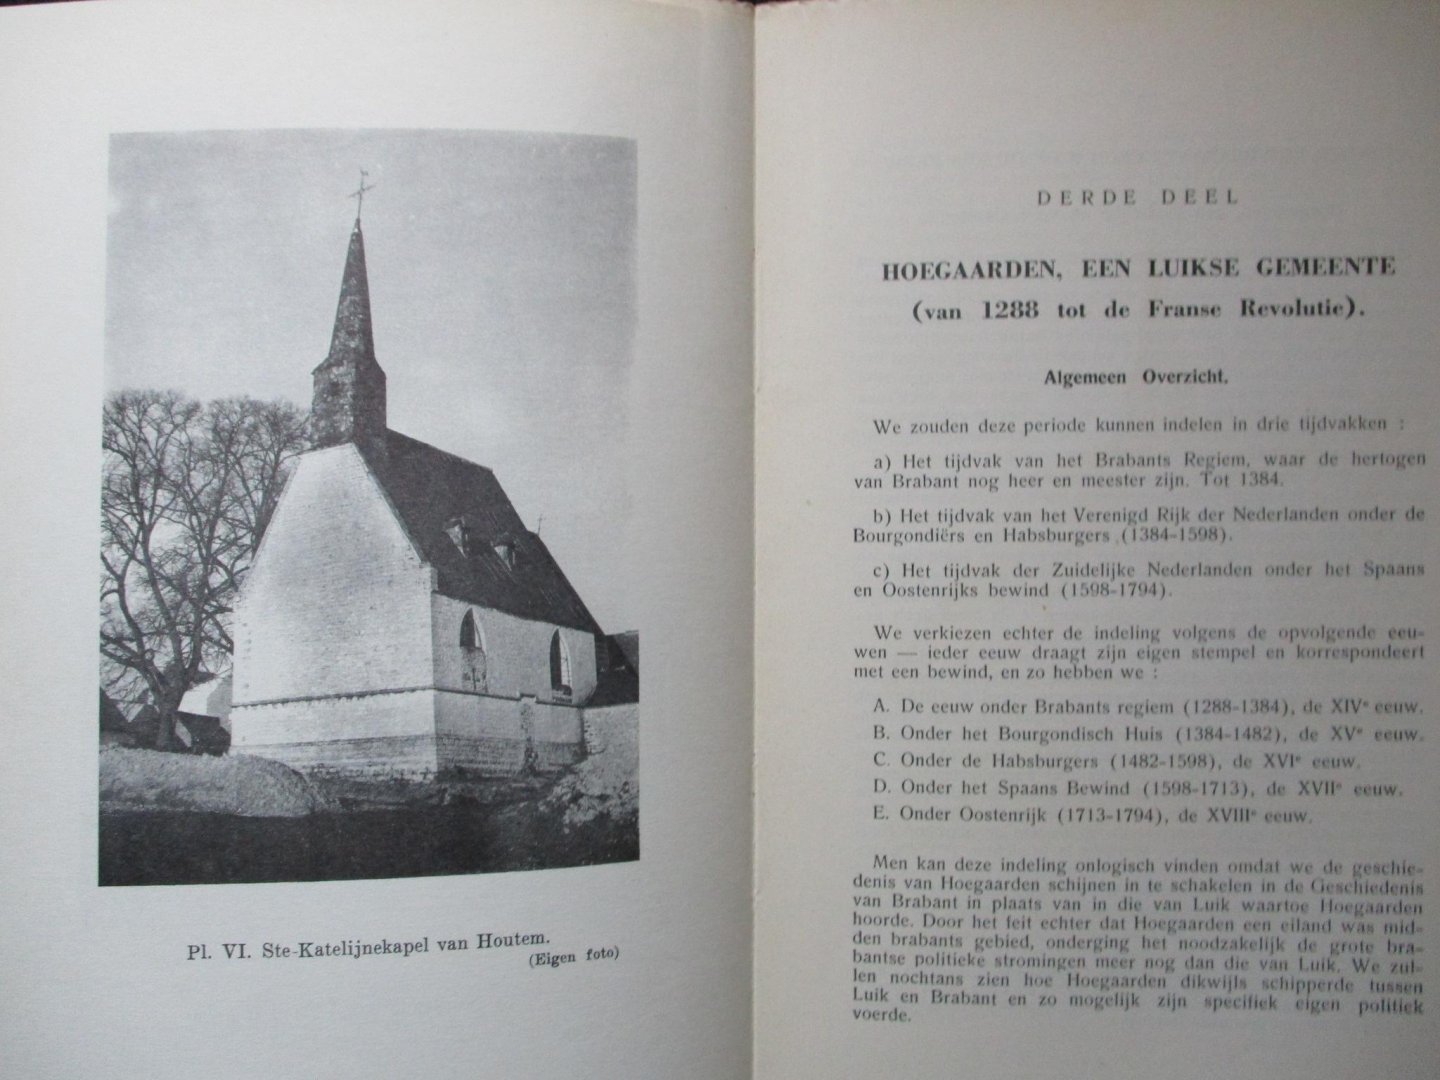 Pl. VI. Ste-Katelijnekapel van Houtem.
(Eigen foto)
DERDE DEEL
HOEGAARDEN, EEN LUIKSE GEMEENTE
(van 1288 tot de Franse Revolutie).
Algemeen Overzicht.
We zouden deze periode kunnen indelen in drie tijdvakken :
a) Het tijdvak van het Brabants Regiem, waar de hertogen
van Brabant nog heer en meester zijn. Tot 1384.
b) Het tijdvak van het Verenigd Rijk der Nederlanden onder de
Bourgondiërs en Habsburgers (1384-1598).
c) Het tijdvak der Zuidelijke Nederlanden onder het Spaans
en Oostenrijks bewind (1598-1794).
We verkiezen echter de indeling volgens de opvolgende eeu-
wen — ieder eeuw draagt zijn eigen stempel en korrespondeert
met een bewind, en zo hebben we :
A. De eeuw onder Brabants regiem (1288-1384), de XIVe eeuw.
B. Onder het Bourgondisch Huis (1384-1482), de XVe eeuw.
C. Onder de Habsburgers (1482-1598), de XVIe eeuw.
D. Onder het Spaans Bewind (1598-1713), de XVIIe eeuw.
E. Onder Oostenrijk (1713-1794), de XVIIIe eeuw.
Men kan deze indeling onlogisch vinden omdat we de geschie-
denis van Hoegaarden schijnen in te schakelen in de Geschiedenis
van Brabant in plaats van in die van Luik waartoe Hoegaarden
hoorde. Door het feit echter dat Hoegaarden een eiland was mid-
den brabants gebied, onderging het noodzakelijk de grote bra-
bantse politieke stromingen meer nog dan die van Luik. We zul-
len nochtans zien hoe Hoegaarden dikwijls schipperde tussen
Luik en Brabant en zo mogelijk zijn specifiek eigen politiek
voerde.